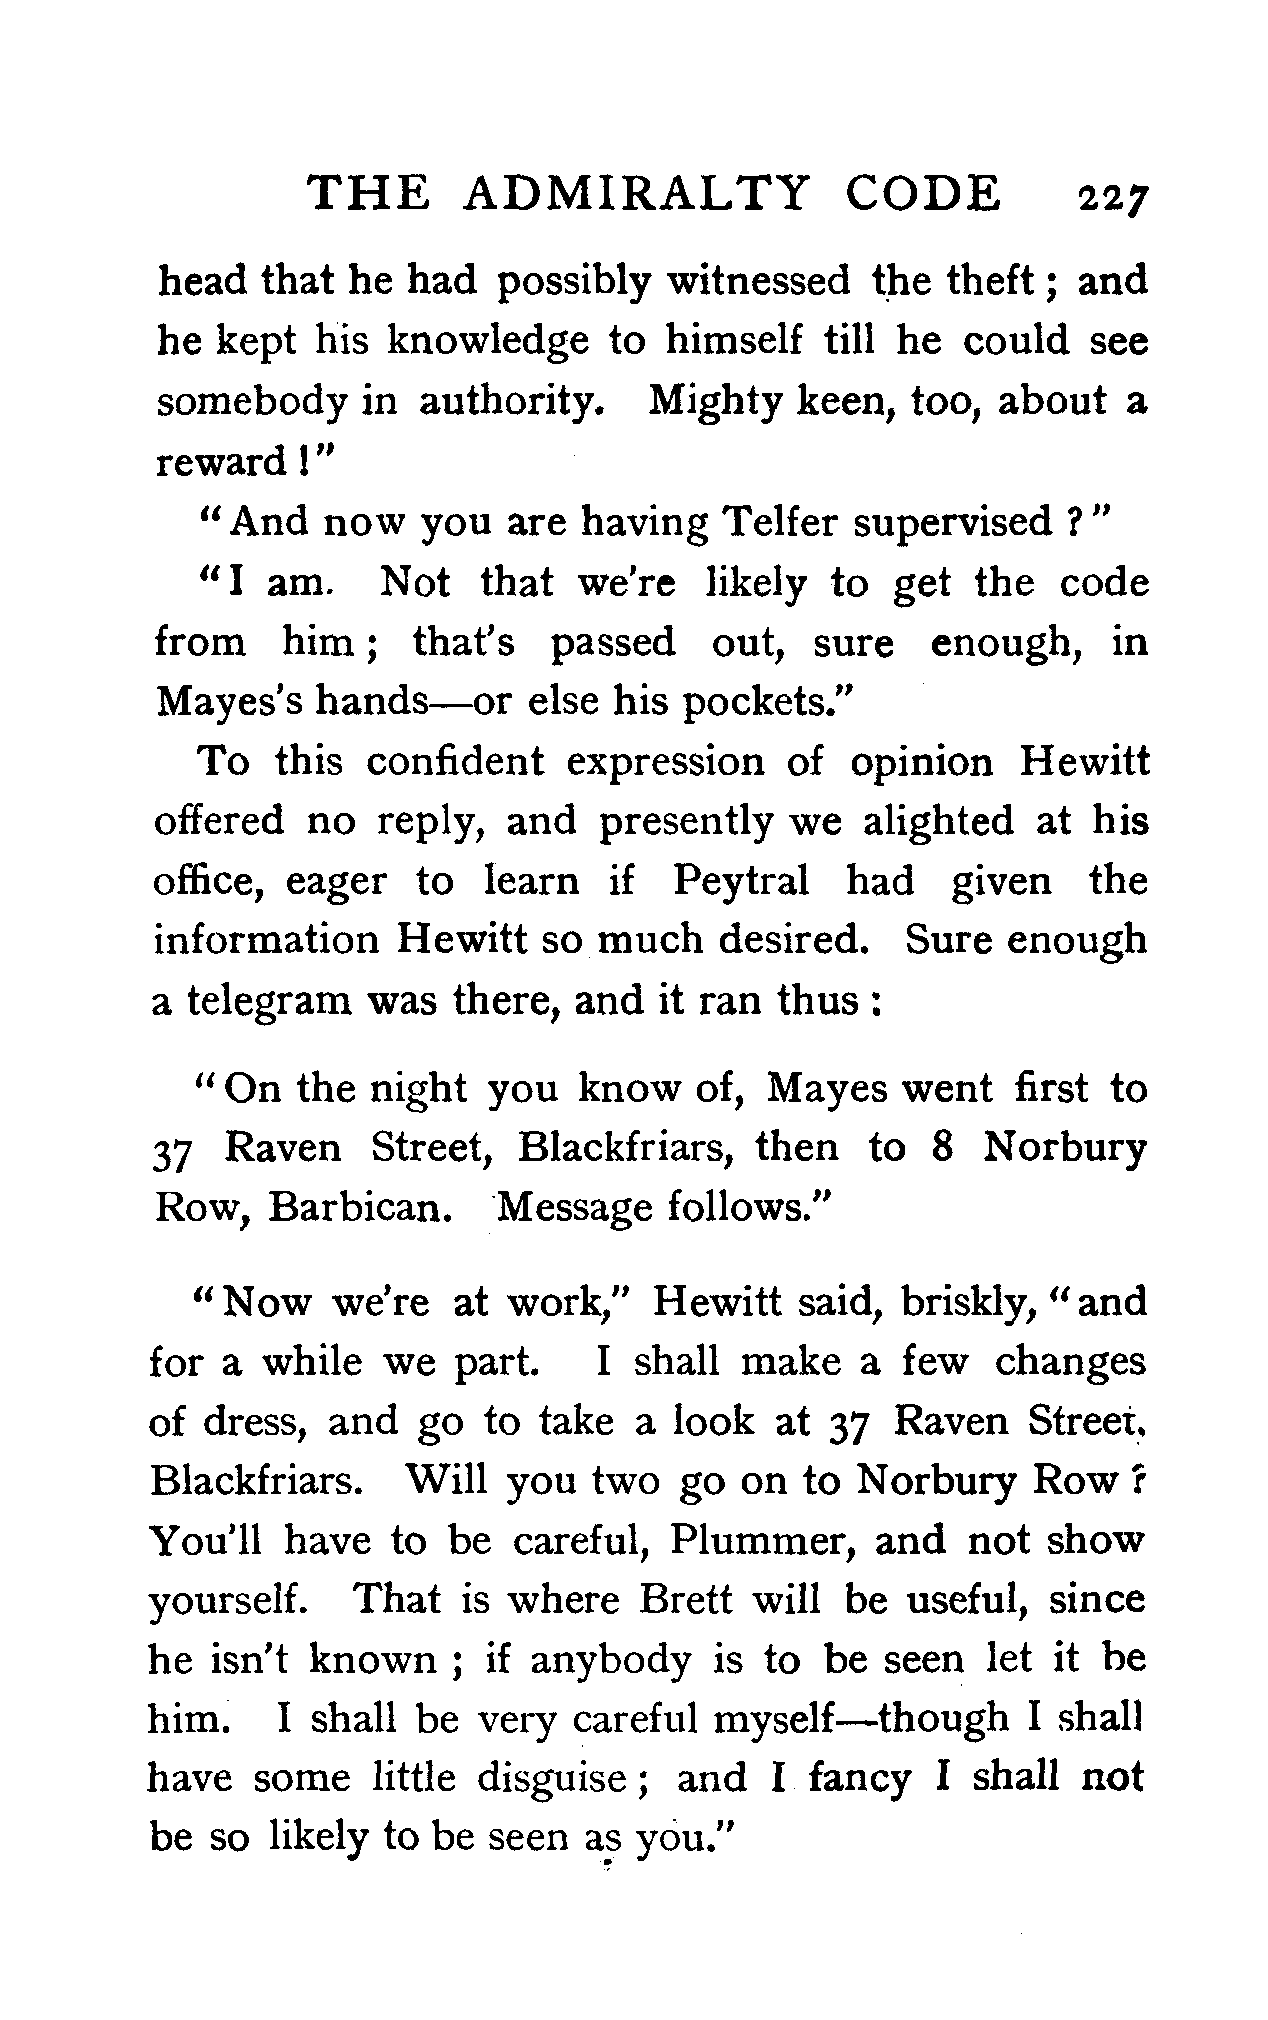 THE ADMIRALTY CODE 227
head that he had possibly witnessed the theft ; and
he kept his knowledge to himself till he could see
somebody in authority. Mighty keen, too, about a
reward !"
"And now you are having Telfer supervised ?"
"I am. Not that we're likely to get the code
from him ; that's passed out, sure enough, in
Mayes's hands—or else his pockets."
To this confident expression of opinion Hewitt
offered no reply, and presently we alighted at his
office, eager to learn if Peytral had given the
information Hewitt so much desired. Sure enough
a telegram was there, and it ran thus :
"On the night you know of, Mayes went first to
37 Raven Street, Blackfriars, then to 8 Norbury
Row, Barbican. Message follows."
"Now we're at work," Hewitt said, briskly, "and
for a while we part. I shall make a few changes
of dress, and go to take a look at 37 Raven Street,
Blackfriars. Will you two go on to Norbury Row ?
You'll have to be careful, Plummer, and not show
yourself. That is where Brett will be useful, since
he isn't known ; if anybody is to be seen let it be
him. I shall be very careful myself—though I shall
have some little disguise ; and I fancy I shall not
be so likely to be seen as you."